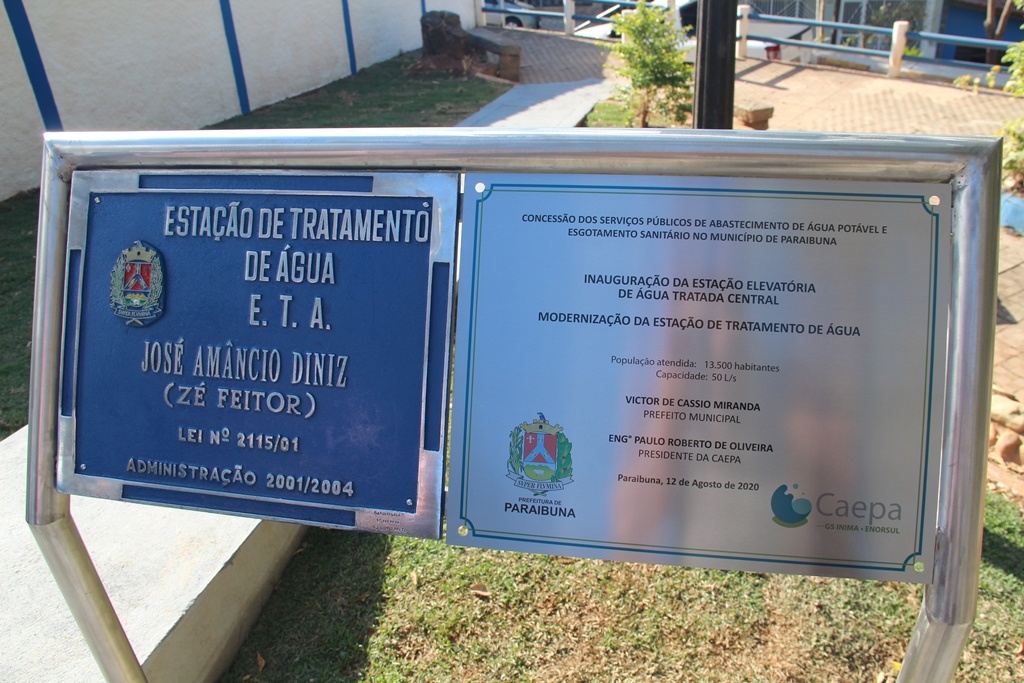 ESTAÇÃO DE TRATAMENTO
DE ÁGUA
E. T. A.
JOSÉ AMÂNCIO DINIZ
(ZÉ FEITOR)
LEI Nº 2115/01
ADMINISTRAÇÃO 2001/2004
CONCESSÃO DOS SERVIÇOS PÚBLICOS DE ABASTECIMENTO DE ÁGUA POTÁVEL E
ESGOTAMENTO SANITÁRIO NO MUNICÍPIO DE PARAIBUNA
INAUGURAÇÃO DA ESTAÇÃO ELEVATÓRIA
DE ÁGUA TRATADA CENTRAL
MODERNIZAÇÃO DA ESTAÇÃO DE TRATAMENTO DE ÁGUA
População atendida: 13.500 habitantes
Capacidade: 50 L/s
VICTOR DE CASSIO MIRANDA
PREFEITO MUNICIPAL
ENG° PAULO ROBERTO DE OLIVEIRA
PRESIDENTE DA CAEPA
Paraibuna, 12 de Agosto de 2020
SVPER FLVMINA
PREFEITURA DE
PARAIBUNA
Caepa
GS INIMA • ENORSUL